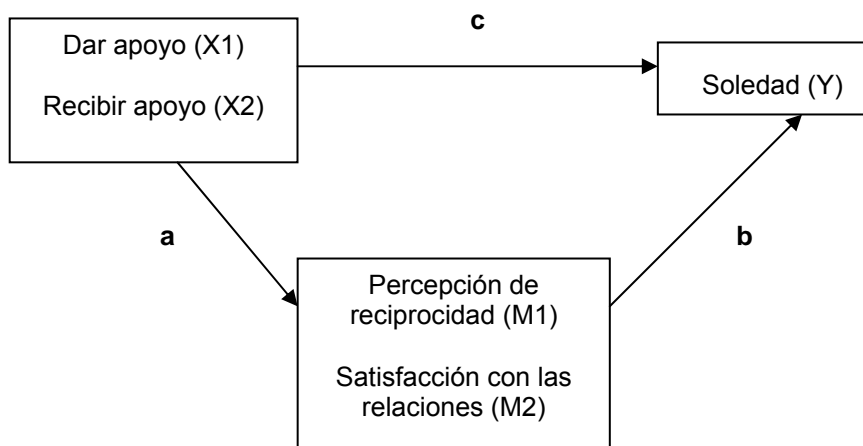 Dar apoyo (X1)
Recibir apoyo (X2)
c
Soledad (Y)
a
b
Percepción de
reciprocidad (M1)
Satisfacción con las
relaciones (M2)